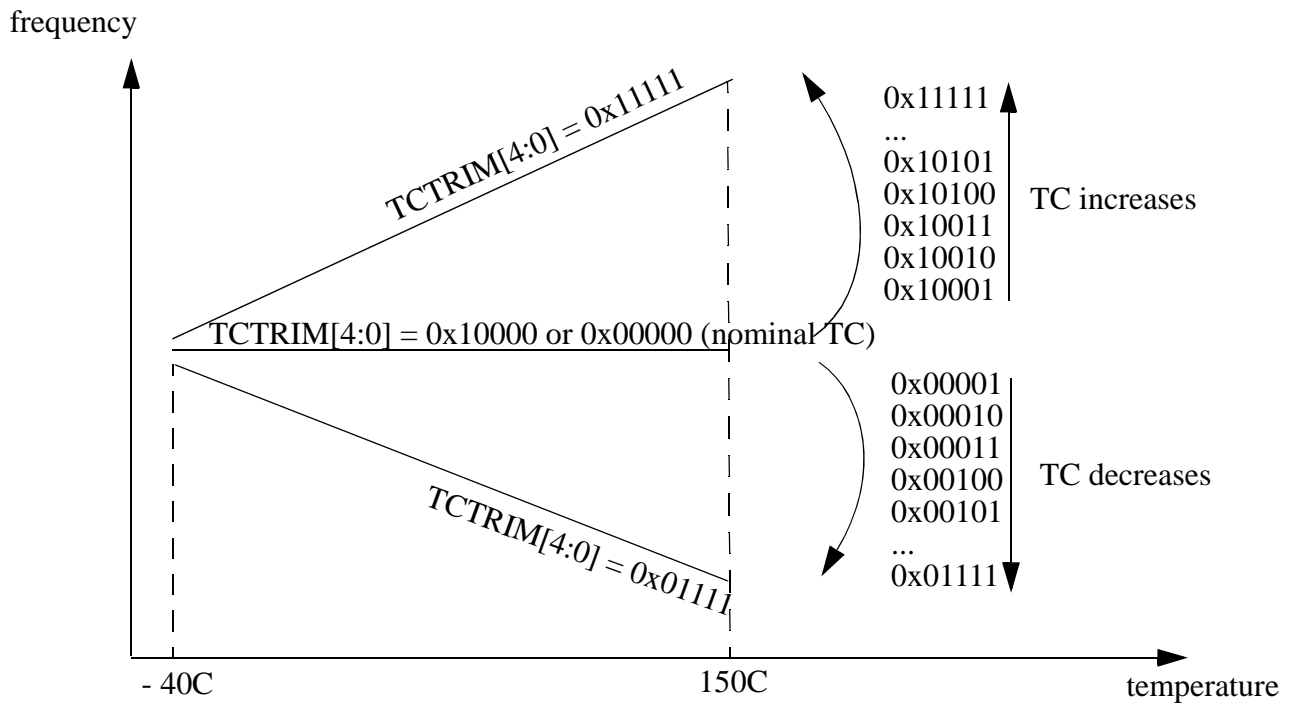 frequency
TCTRIM[4:0] = 0x11111
0x11111
...
0x10101
0x10100
0x10011
0x10010
0x10001
TC increases
TCTRIM[4:0] = 0x10000 or 0x00000 (nominal TC)
0x00001
0x00010
0x00011
0x00100
0x00101
...
0x01111
TC decreases
TCTRIM[4:0] = 0x01111
- 40C
150C
temperature